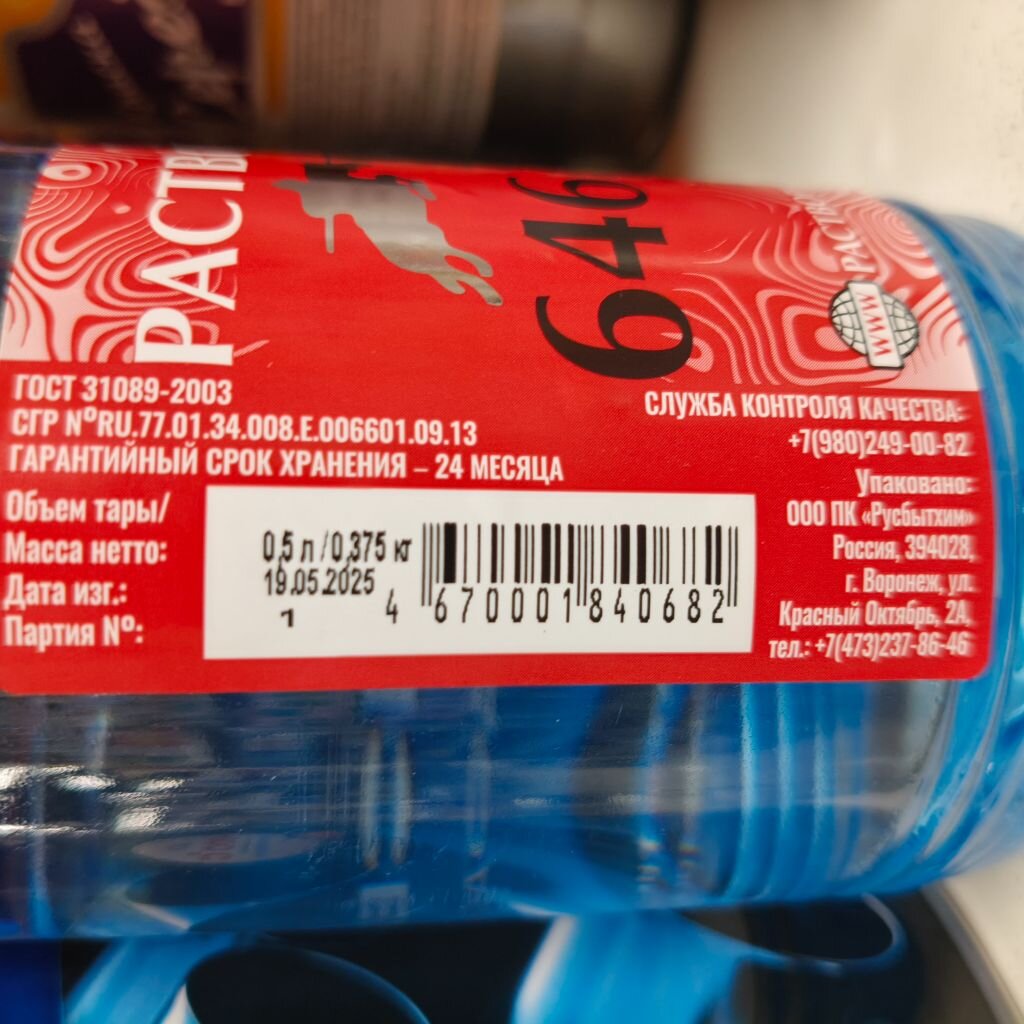 646
ГОСТ 31089-2003
СГР №RU.77.01.34.008.Е.006601.09.13
ГАРАНТИЙНЫЙ СРОК ХРАНЕНИЯ – 24 МЕСЯЦА
Объем тары/
Масса нетто:
Дата изг.:
Партия №:
0,5 л / 0,375 кг
19.05.2025
1
4 670001 840682
WWW
СЛУЖБА КОНТРОЛЯ КАЧЕСТВА:
+7(980)249-00-82
Упаковано:
ООО ПК «Русбытхим»
Россия, 394028,
г. Воронеж, ул.
Красный Октябрь, 2А,
тел.: +7(473)237-86-46